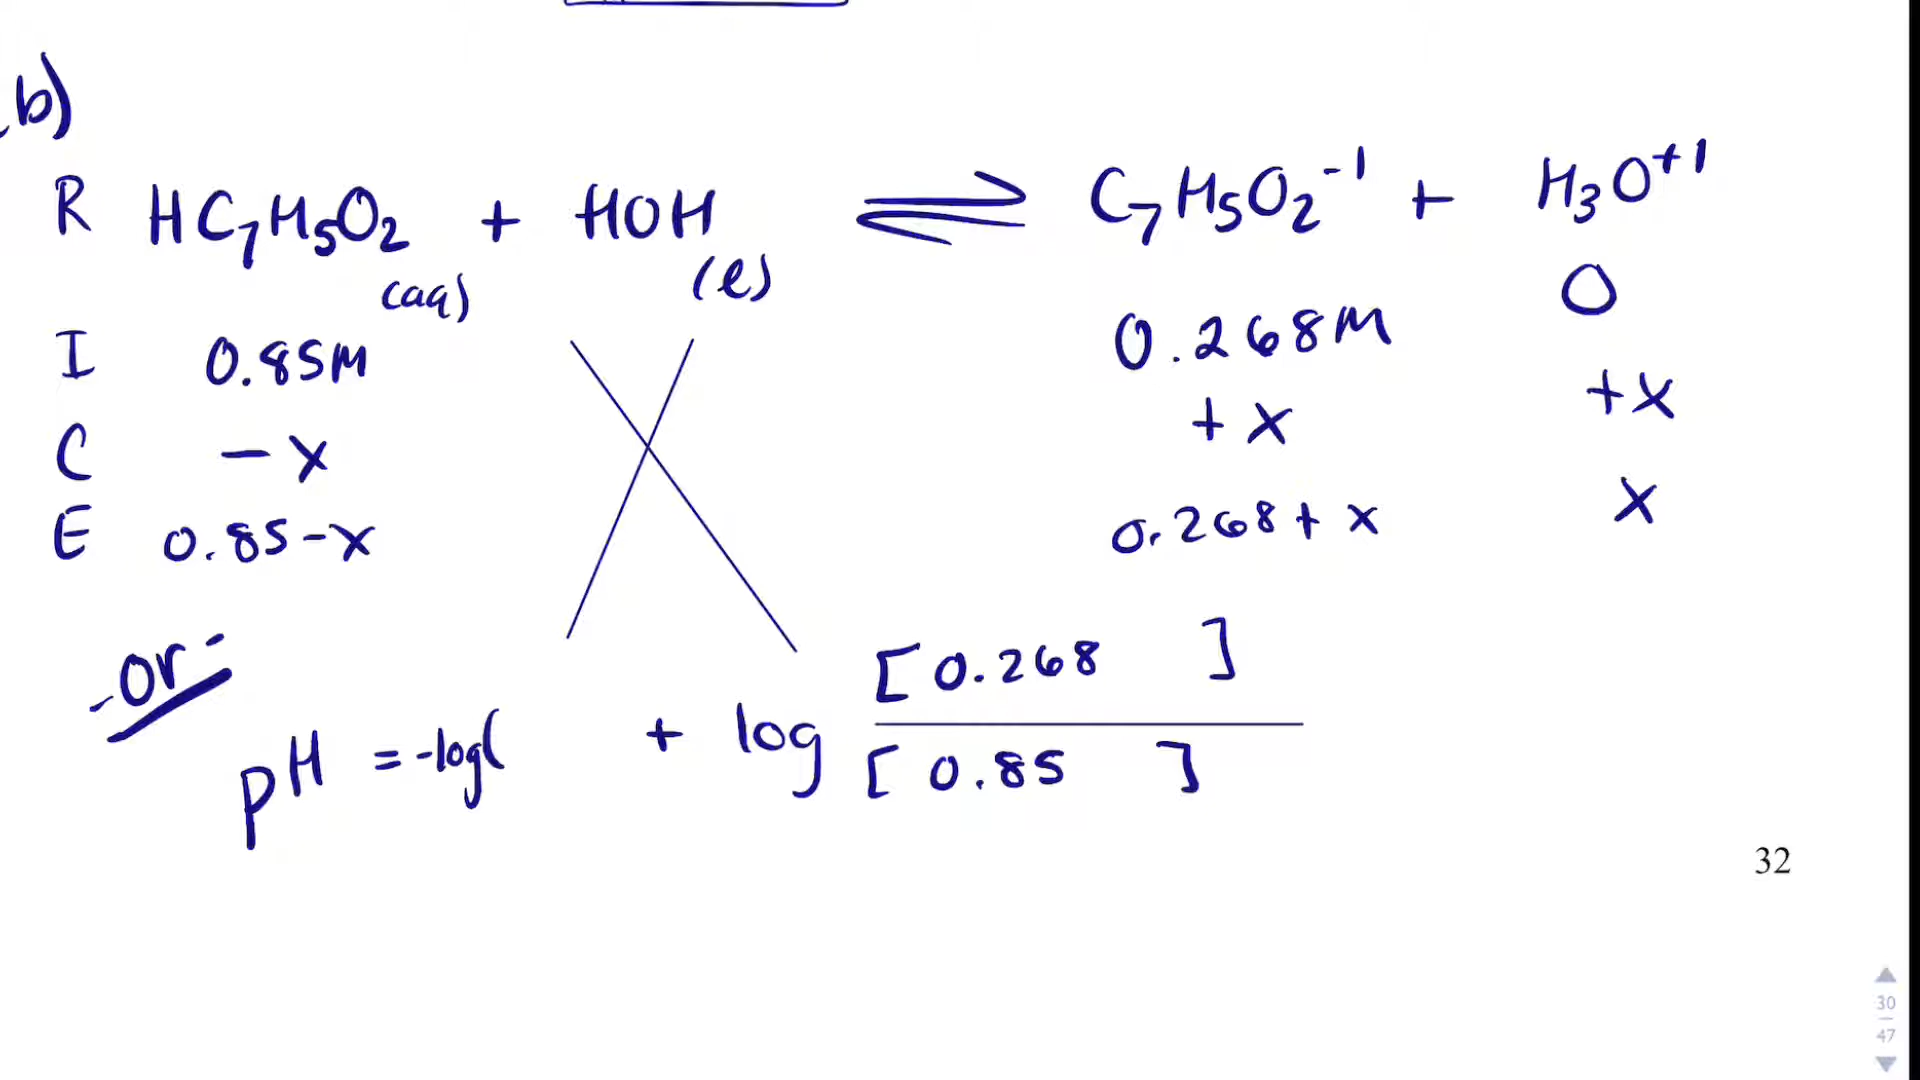 b)
R HC₇H₅O₂ (aq) + HOH (l) ⇌ C₇H₅O₂⁻¹ + H₃O⁺¹
I 0.85M 0.268M 0
C -x +x +x
E 0.85-x 0.268+x x
-or-
pH = -log( + log [0.268 ] / [0.85 ]
32
30
47